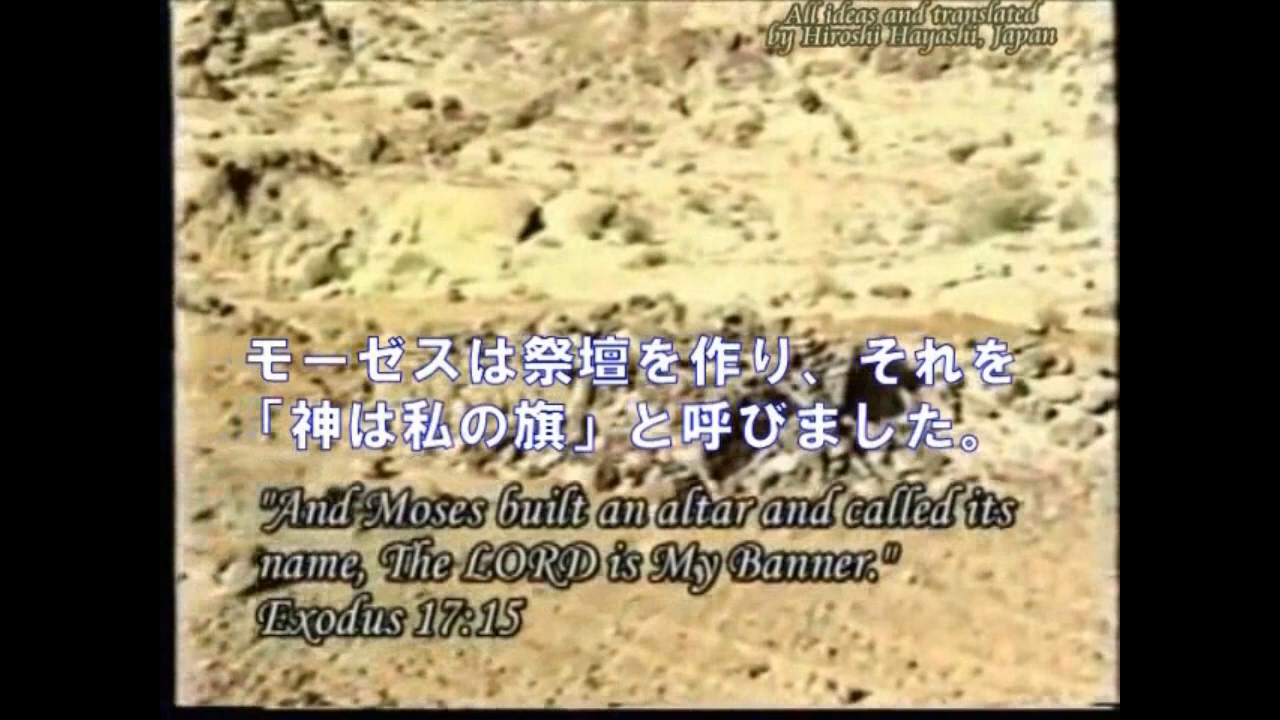 All ideas and translated
by Hiroshi Hayashi, Japan
モーゼスは祭壇を作り、それを
「神は私の旗」と呼びました。
"And Moses built an altar and called its
name, The LORD is My Banner."
Exodus 17:15